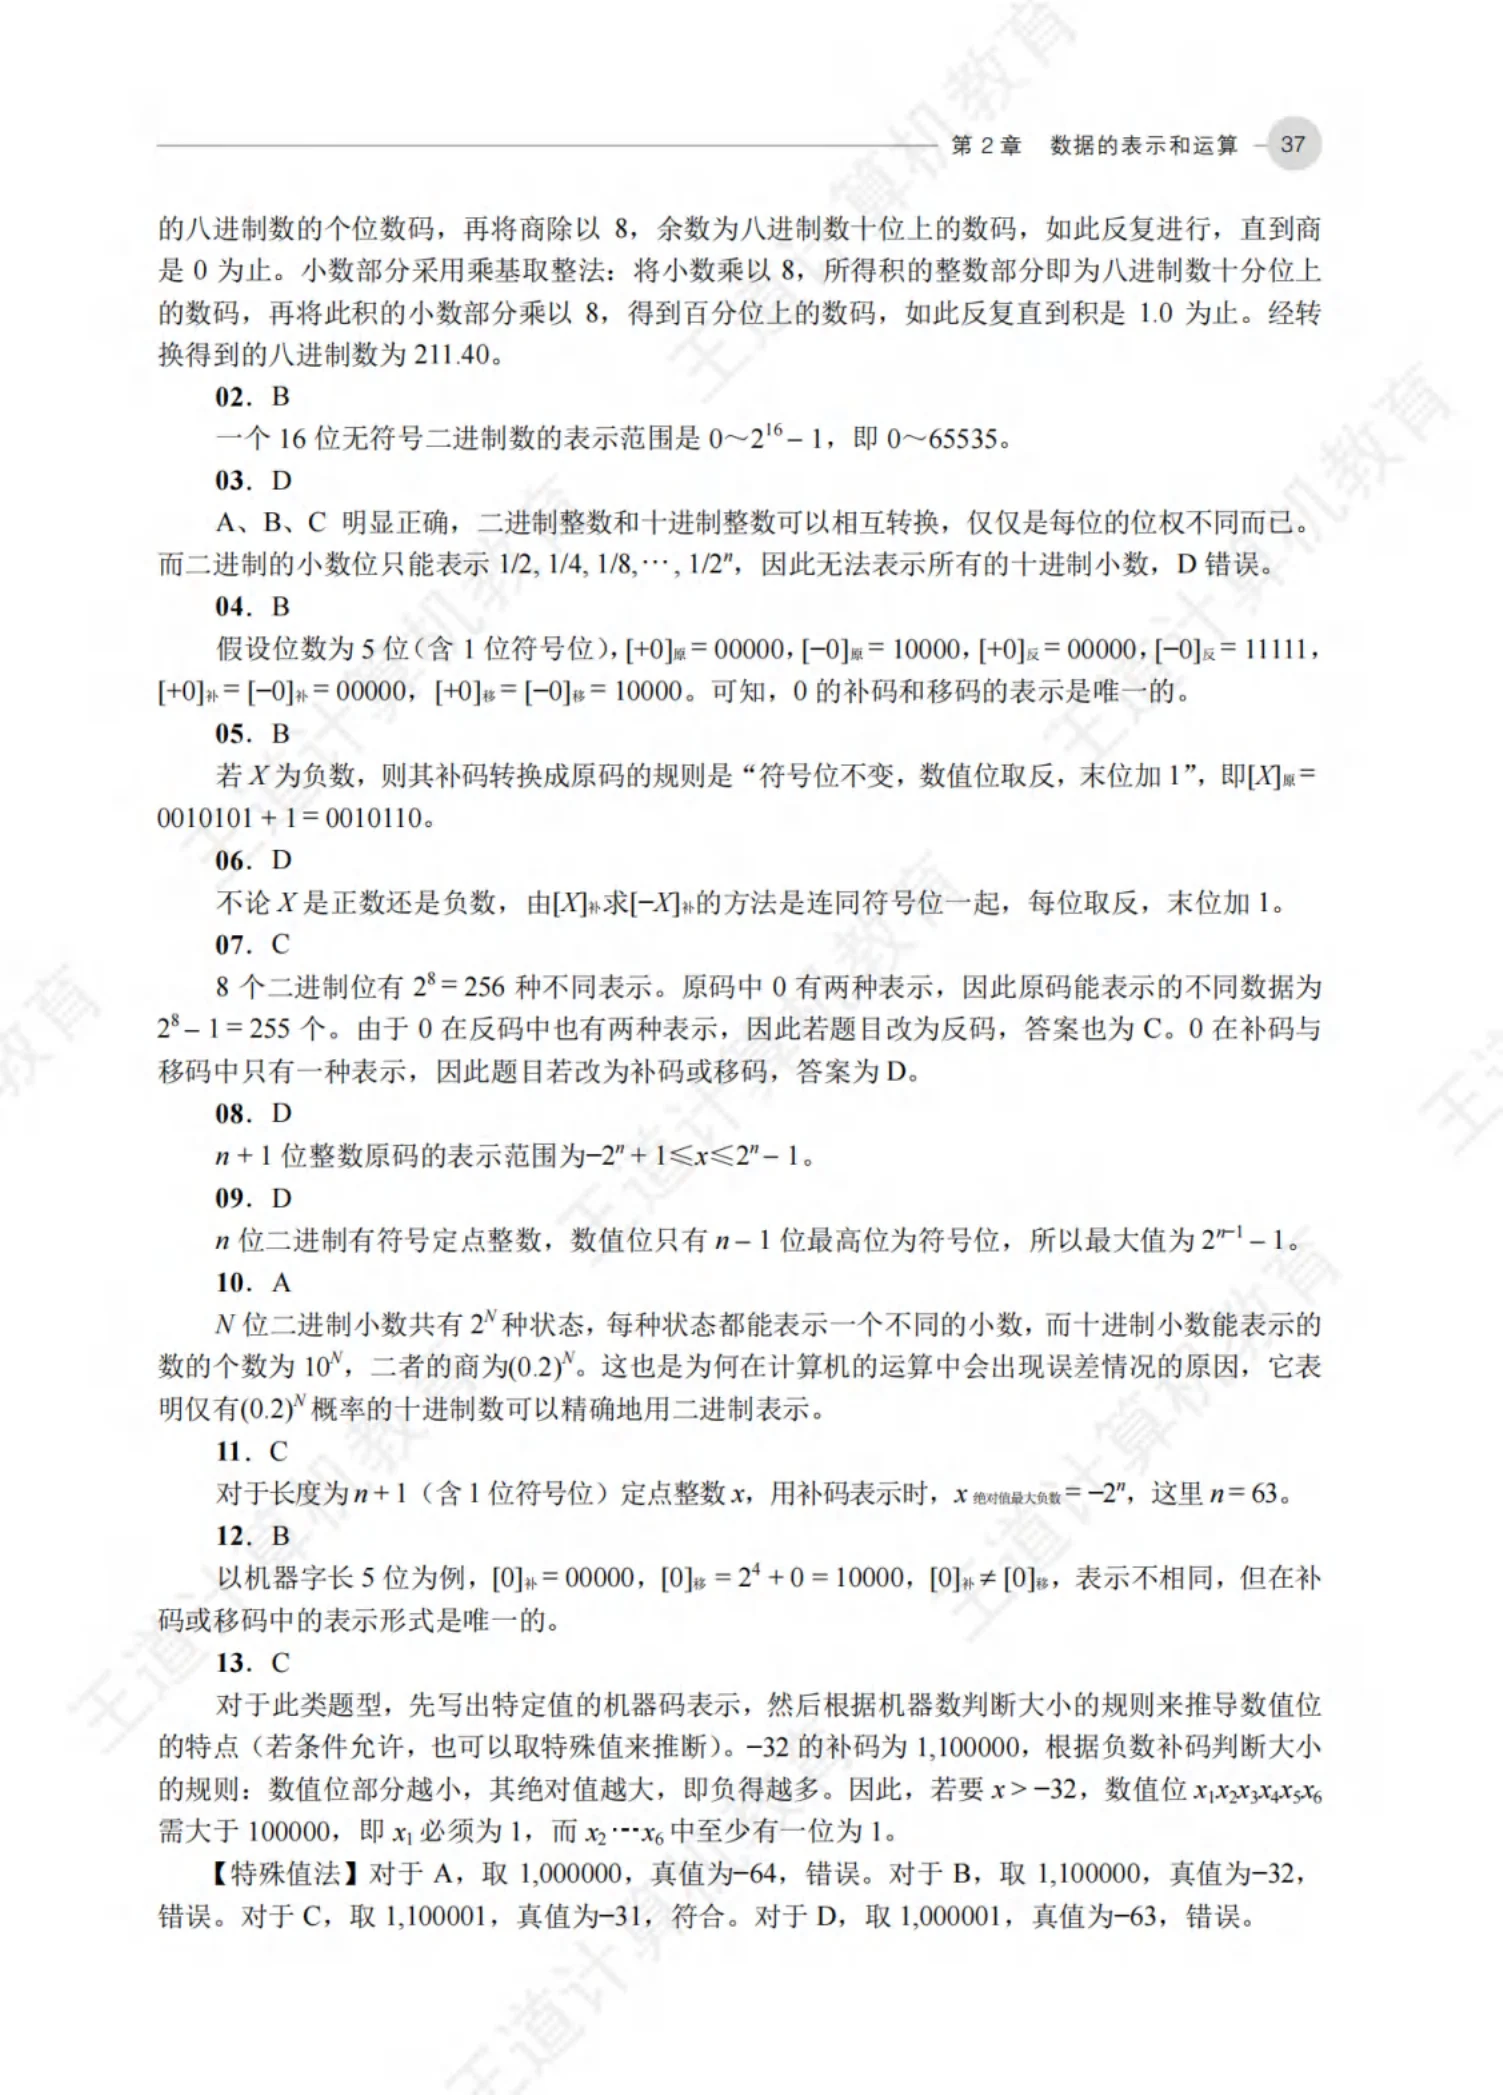 第 2 章 数据的表示和运算 37
的八进制数的个位数码，再将商除以 8，余数为八进制数十位上的数码，如此反复进行，直到商
是 0 为止。小数部分采用乘基取整法：将小数乘以 8，所得积的整数部分即为八进制数十分位上
的数码，再将此积的小数部分乘以 8，得到百分位上的数码，如此反复直到积是 1.0 为止。经转
换得到的八进制数为 211.40。
02． B
一个 16 位无符号二进制数的表示范围是 0～2¹⁶ – 1，即 0～65535。
03． D
A、B、C 明显正确，二进制整数和十进制整数可以相互转换，仅仅是每位的位权不同而已。
而二进制的小数位只能表示 1/2, 1/4, 1/8,⋯, 1/2ⁿ，因此无法表示所有的十进制小数，D 错误。
04． B
假设位数为 5 位（含 1 位符号位），[+0]原 = 00000，[−0]原 = 10000，[+0]反 = 00000，[−0]反 = 11111，
[+0]补 = [−0]补 = 00000，[+0]移 = [−0]移 = 10000。可知，0 的补码和移码的表示是唯一的。
05． B
若 X 为负数，则其补码转换成原码的规则是“符号位不变，数值位取反，末位加 1”，即[X]原 =
0010101 + 1 = 0010110。
06． D
不论 X 是正数还是负数，由[X]补求[−X]补的方法是连同符号位一起，每位取反，末位加 1。
07． C
8 个二进制位有 2⁸ = 256 种不同表示。原码中 0 有两种表示，因此原码能表示的不同数据为
2⁸ – 1 = 255 个。由于 0 在反码中也有两种表示，因此若题目改为反码，答案也为 C。0 在补码与
移码中只有一种表示，因此题目若改为补码或移码，答案为 D。
08． D
n + 1 位整数原码的表示范围为−2ⁿ + 1≤x≤2ⁿ – 1。
09． D
n 位二进制有符号定点整数，数值位只有 n – 1 位最高位为符号位，所以最大值为 2ⁿ⁻¹ – 1。
10． A
N 位二进制小数共有 2ᴺ 种状态，每种状态都能表示一个不同的小数，而十进制小数能表示的
数的个数为 10ᴺ，二者的商为(0.2)ᴺ。这也是为何在计算机的运算中会出现误差情况的原因，它表
明仅有(0.2)ᴺ 概率的十进制数可以精确地用二进制表示。
11． C
对于长度为 n + 1（含 1 位符号位）定点整数 x，用补码表示时，x 绝对值最大负数 = −2ⁿ，这里 n = 63。
12． B
以机器字长 5 位为例，[0]补 = 00000，[0]移 = 2⁴ + 0 = 10000，[0]补 ≠ [0]移，表示不相同，但在补
码或移码中的表示形式是唯一的。
13． C
对于此类题型，先写出特定值的机器码表示，然后根据机器数判断大小的规则来推导数值位
的特点（若条件允许，也可以取特殊值来推断）。−32 的补码为 1,100000，根据负数补码判断大小
的规则：数值位部分越小，其绝对值越大，即负得越多。因此，若要 x > −32，数值位 x₁x₂x₃x₄x₅x₆
需大于 100000，即 x₁ 必须为 1，而 x₂ ⋯x₆ 中至少有一位为 1。
【特殊值法】对于 A，取 1,000000，真值为−64，错误。对于 B，取 1,100000，真值为−32，
错误。对于 C，取 1,100001，真值为−31，符合。对于 D，取 1,000001，真值为−63，错误。
王道计算机教育